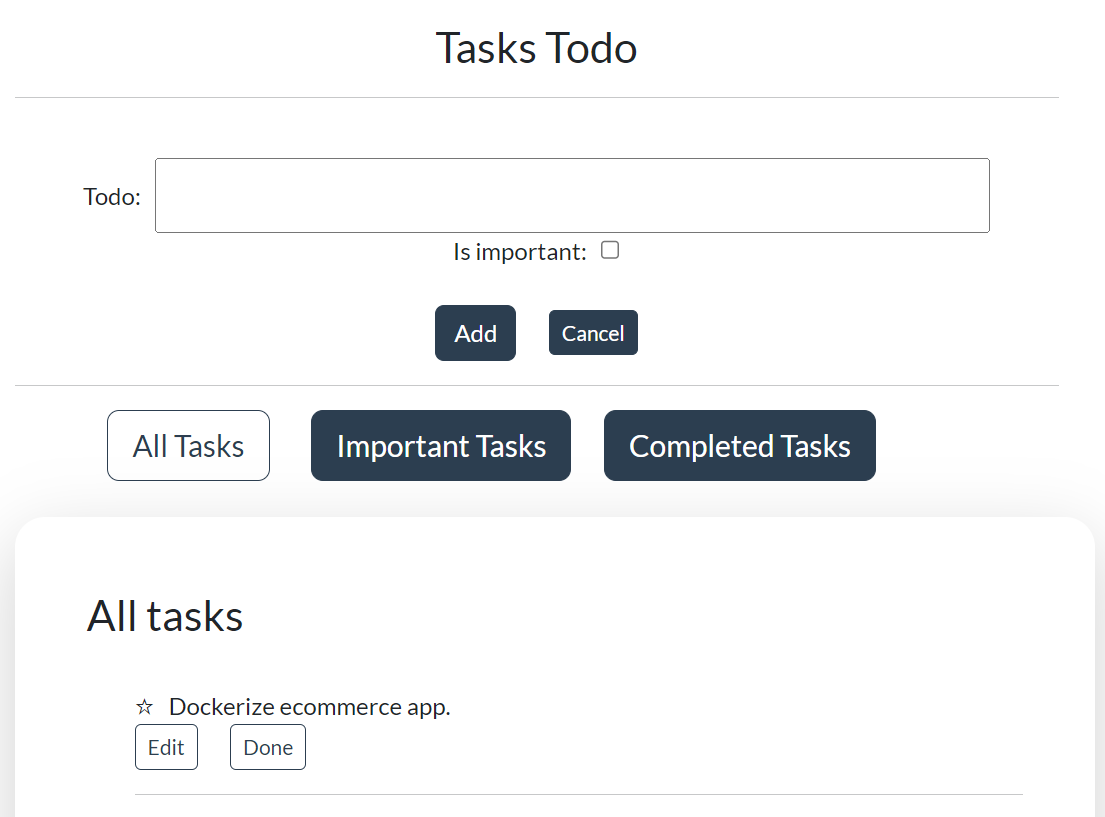 Tasks Todo
Todo:
Is important:
Add Cancel
All Tasks Important Tasks Completed Tasks
All tasks
☆ Dockerize ecommerce app.
Edit Done